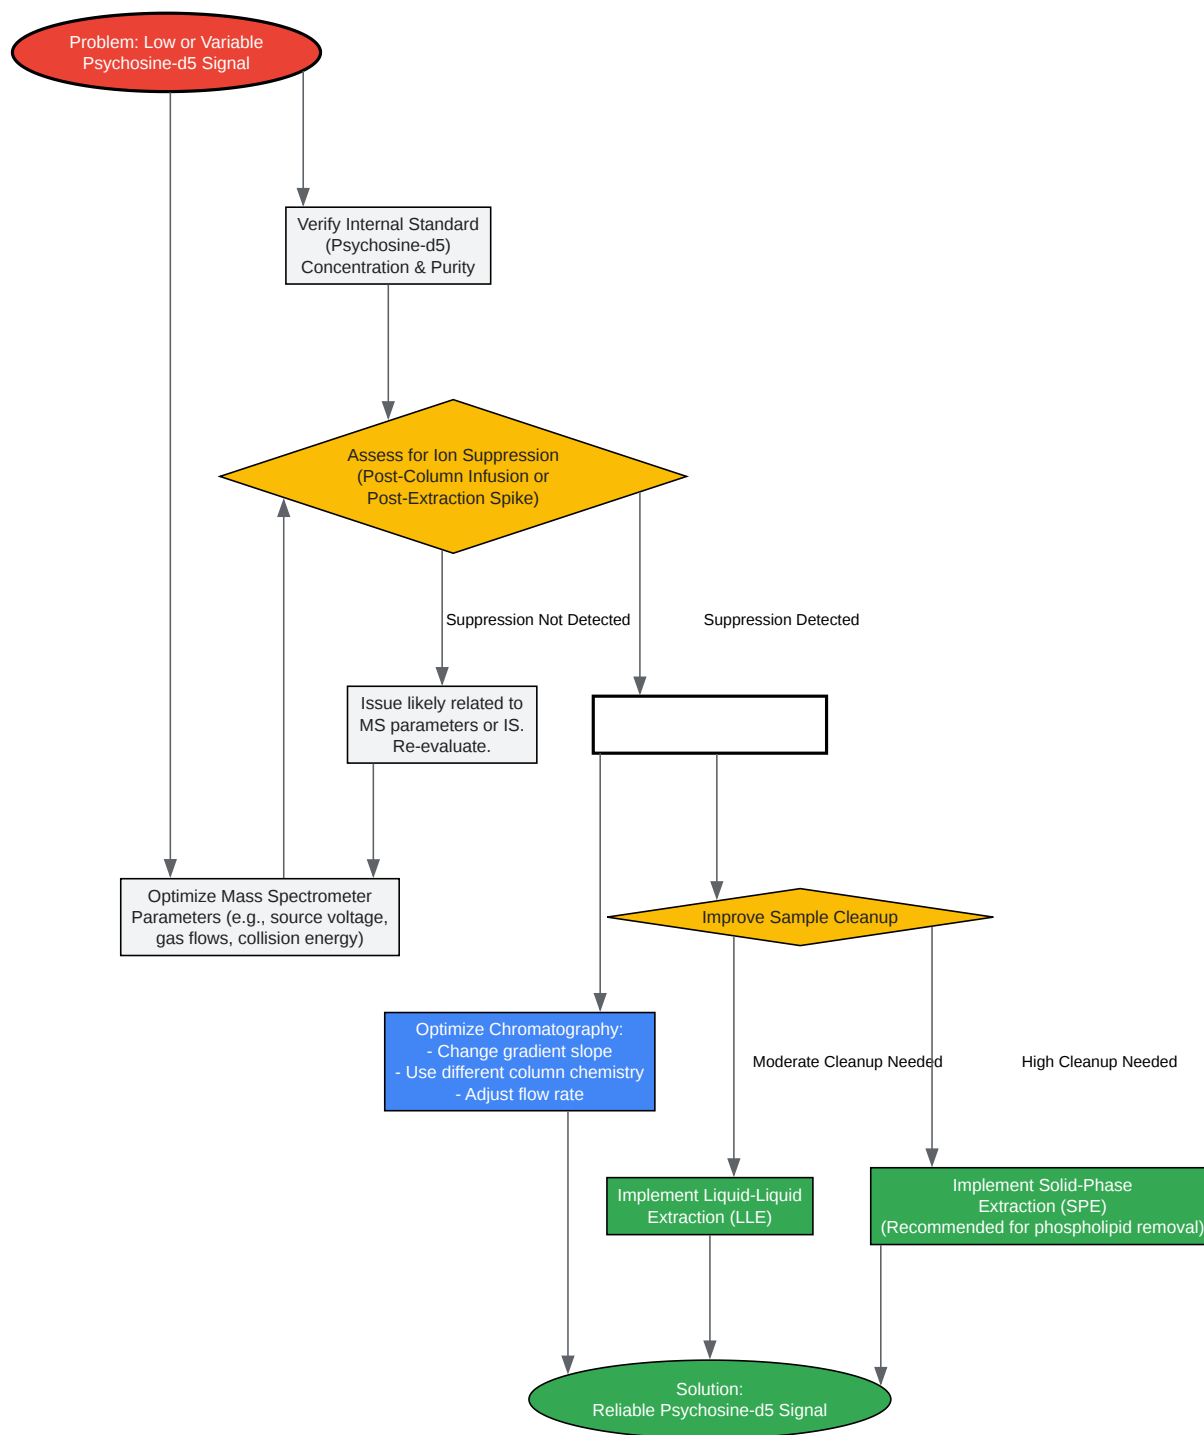 Problem: Low or Variable
Psychosine-d5 Signal
Verify Internal Standard
(Psychosine-d5)
Concentration & Purity
Assess for Ion Suppression
(Post-Column Infusion or
Post-Extraction Spike)
Suppression Not Detected
Suppression Detected
Issue likely related to
MS parameters or IS.
Re-evaluate.
Optimize Mass Spectrometer
Parameters (e.g., source voltage,
gas flows, collision energy)
Improve Sample Cleanup
Optimize Chromatography:
- Change gradient slope
- Use different column chemistry
- Adjust flow rate
Moderate Cleanup Needed
High Cleanup Needed
Implement Liquid-Liquid
Extraction (LLE)
Implement Solid-Phase
Extraction (SPE)
(Recommended for phospholipid removal)
Solution:
Reliable Psychosine-d5 Signal